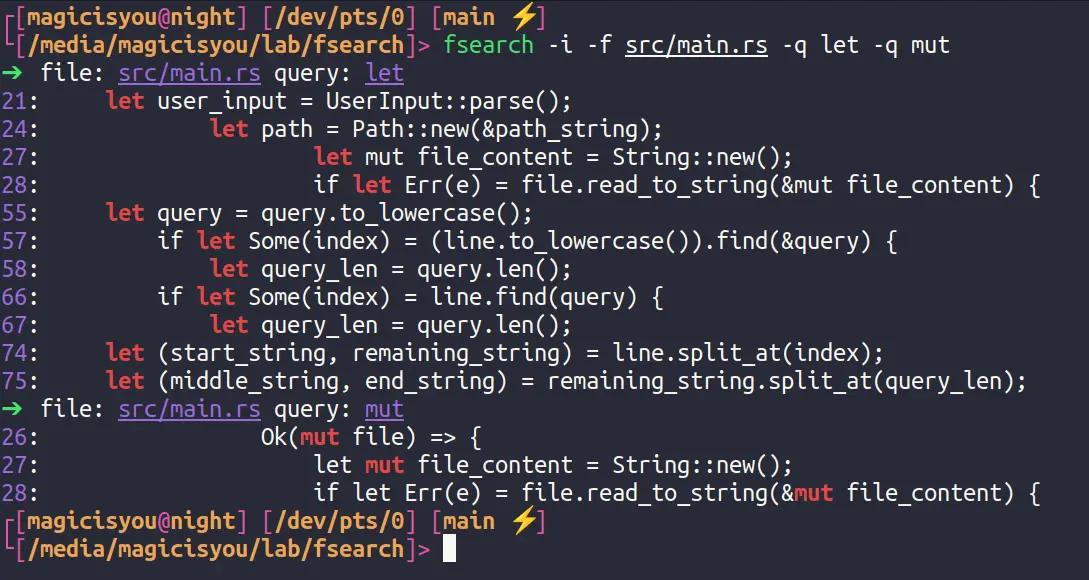 ┌[magicisyou@night] [/dev/pts/0] [main ⚡]
└[/media/magicisyou/lab/fsearch]> fsearch -i -f src/main.rs -q let -q mut
➔ file: src/main.rs query: let
21:     let user_input = UserInput::parse();
24:             let path = Path::new(&path_string);
27:                     let mut file_content = String::new();
28:                     if let Err(e) = file.read_to_string(&mut file_content) {
55:     let query = query.to_lowercase();
57:         if let Some(index) = (line.to_lowercase()).find(&query) {
58:             let query_len = query.len();
66:         if let Some(index) = line.find(query) {
67:             let query_len = query.len();
74:     let (start_string, remaining_string) = line.split_at(index);
75:     let (middle_string, end_string) = remaining_string.split_at(query_len);
➔ file: src/main.rs query: mut
26:                 Ok(mut file) => {
27:                     let mut file_content = String::new();
28:                     if let Err(e) = file.read_to_string(&mut file_content) {
┌[magicisyou@night] [/dev/pts/0] [main ⚡]
└[/media/magicisyou/lab/fsearch]>